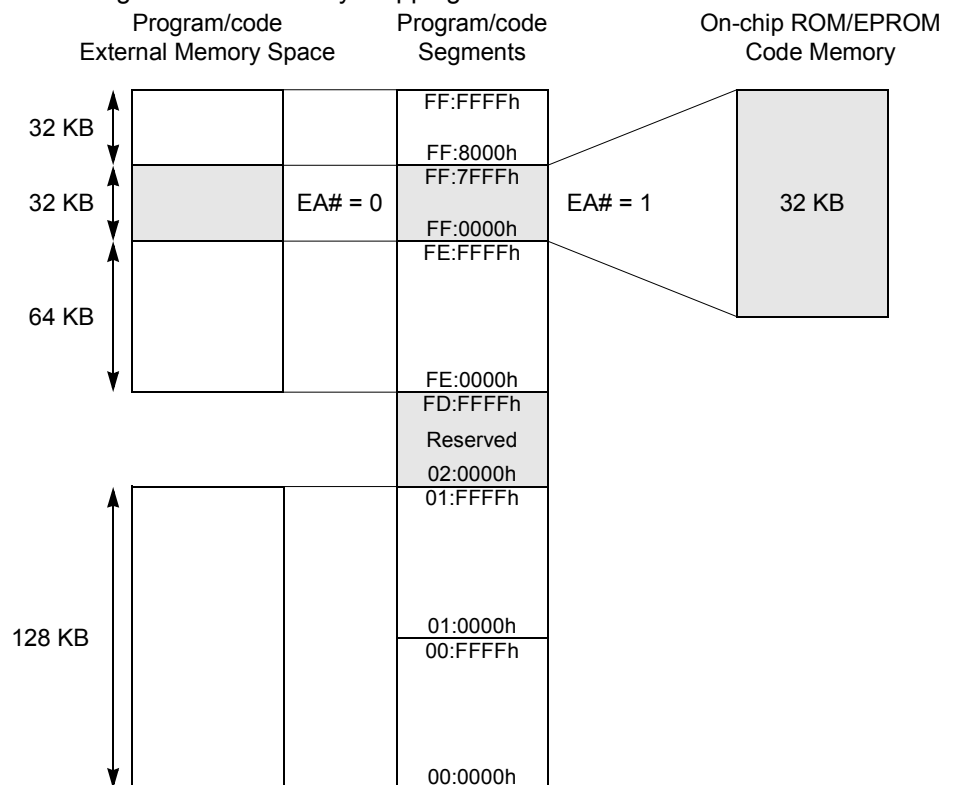 Program/code
External Memory Space
Program/code
Segments
On-chip ROM/EPROM
Code Memory
FF:FFFFh
32 KB
FF:8000h
FF:7FFFh
32 KB
EA# = 0
EA# = 1
32 KB
FF:0000h
FE:FFFFh
64 KB
FE:0000h
FD:FFFFh
Reserved
02:0000h
01:FFFFh
128 KB
01:0000h
00:FFFFh
00:0000h